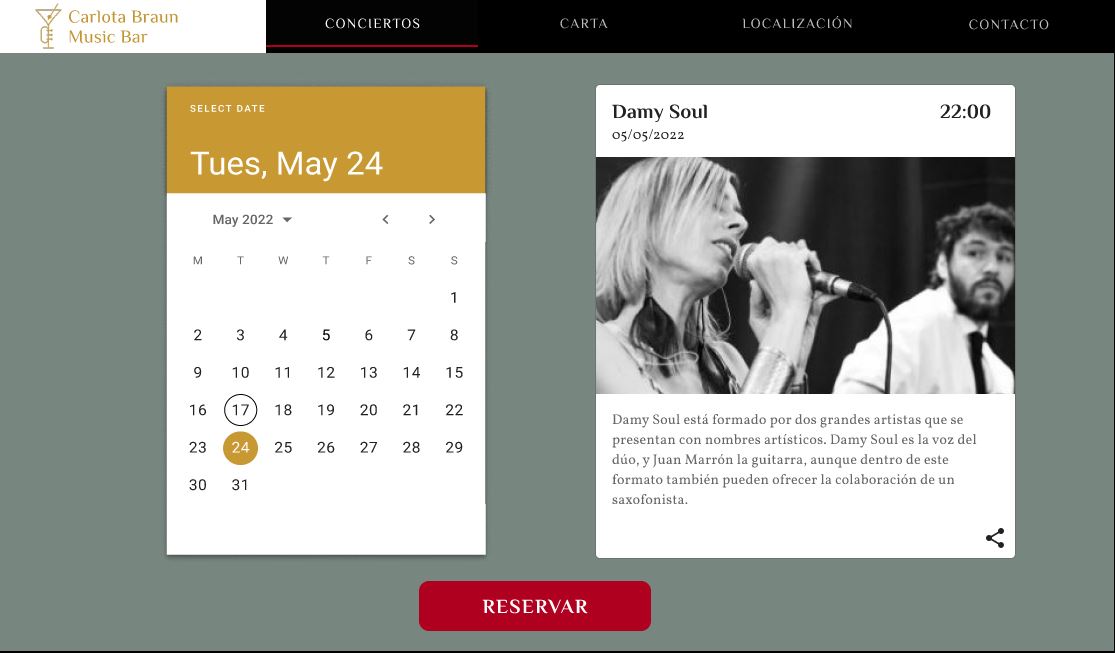 Carlota Braun
Music Bar
CONCIERTOS
CARTA
LOCALIZACIÓN
CONTACTO
SELECT DATE
Tues, May 24
May 2022
M T W T F S S
1
2 3 4 5 6 7 8
9 10 11 12 13 14 15
16 17 18 19 20 21 22
23 24 25 26 27 28 29
30 31
Damy Soul
22:00
05/05/2022
Damy Soul está formado por dos grandes artistas que se
presentan con nombres artísticos. Damy Soul es la voz del
dúo, y Juan Marrón la guitarra, aunque dentro de este
formato también pueden ofrecer la colaboración de un
saxofonista.
RESERVAR